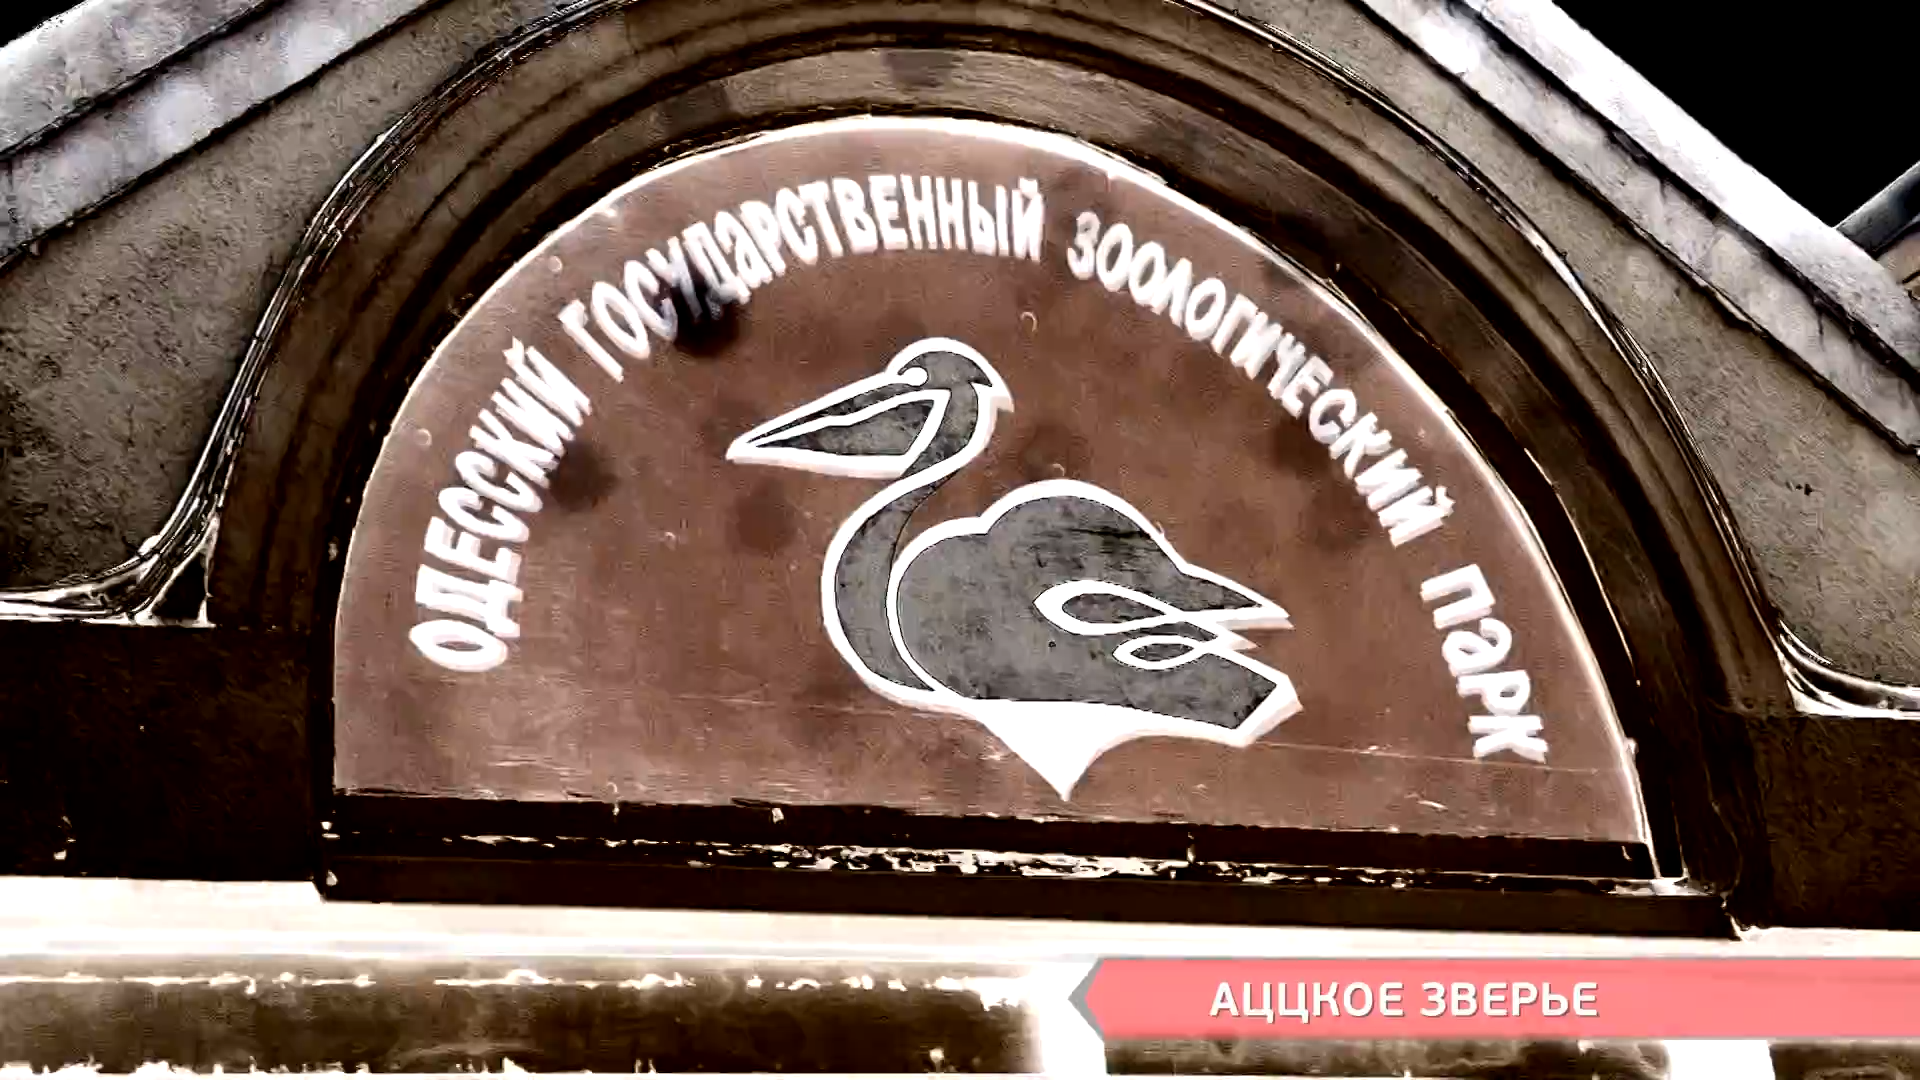 ОДЕССКИЙ ГОСУДаРСТВЕННЫЙ ЗООЛОГИЧЕСКИЙ ПаРК
АЦЦКОЕ ЗВЕРЬЕ